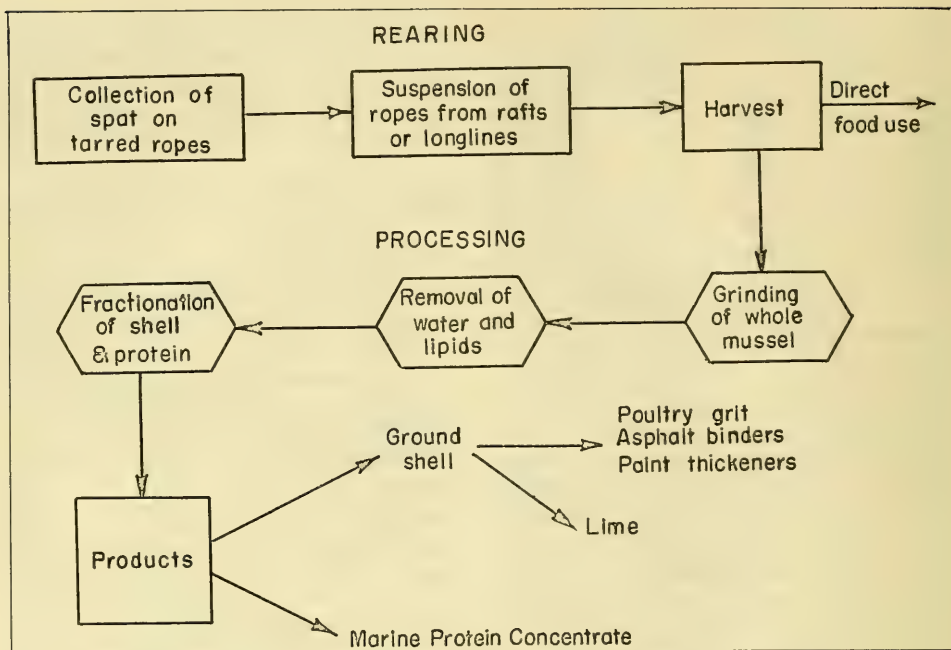 REARING
Collection of
spat on
tarred ropes
Suspension of
ropes from rafts
or longlines
Harvest
Direct
food use
PROCESSING
Fractionation
of shell
& protein
Removal of
water and
lipids
Grinding
of whole
mussel
Products
Ground
shell
Poultry grit
Asphalt binders
Paint thickeners
Lime
Marine Protein Concentrate